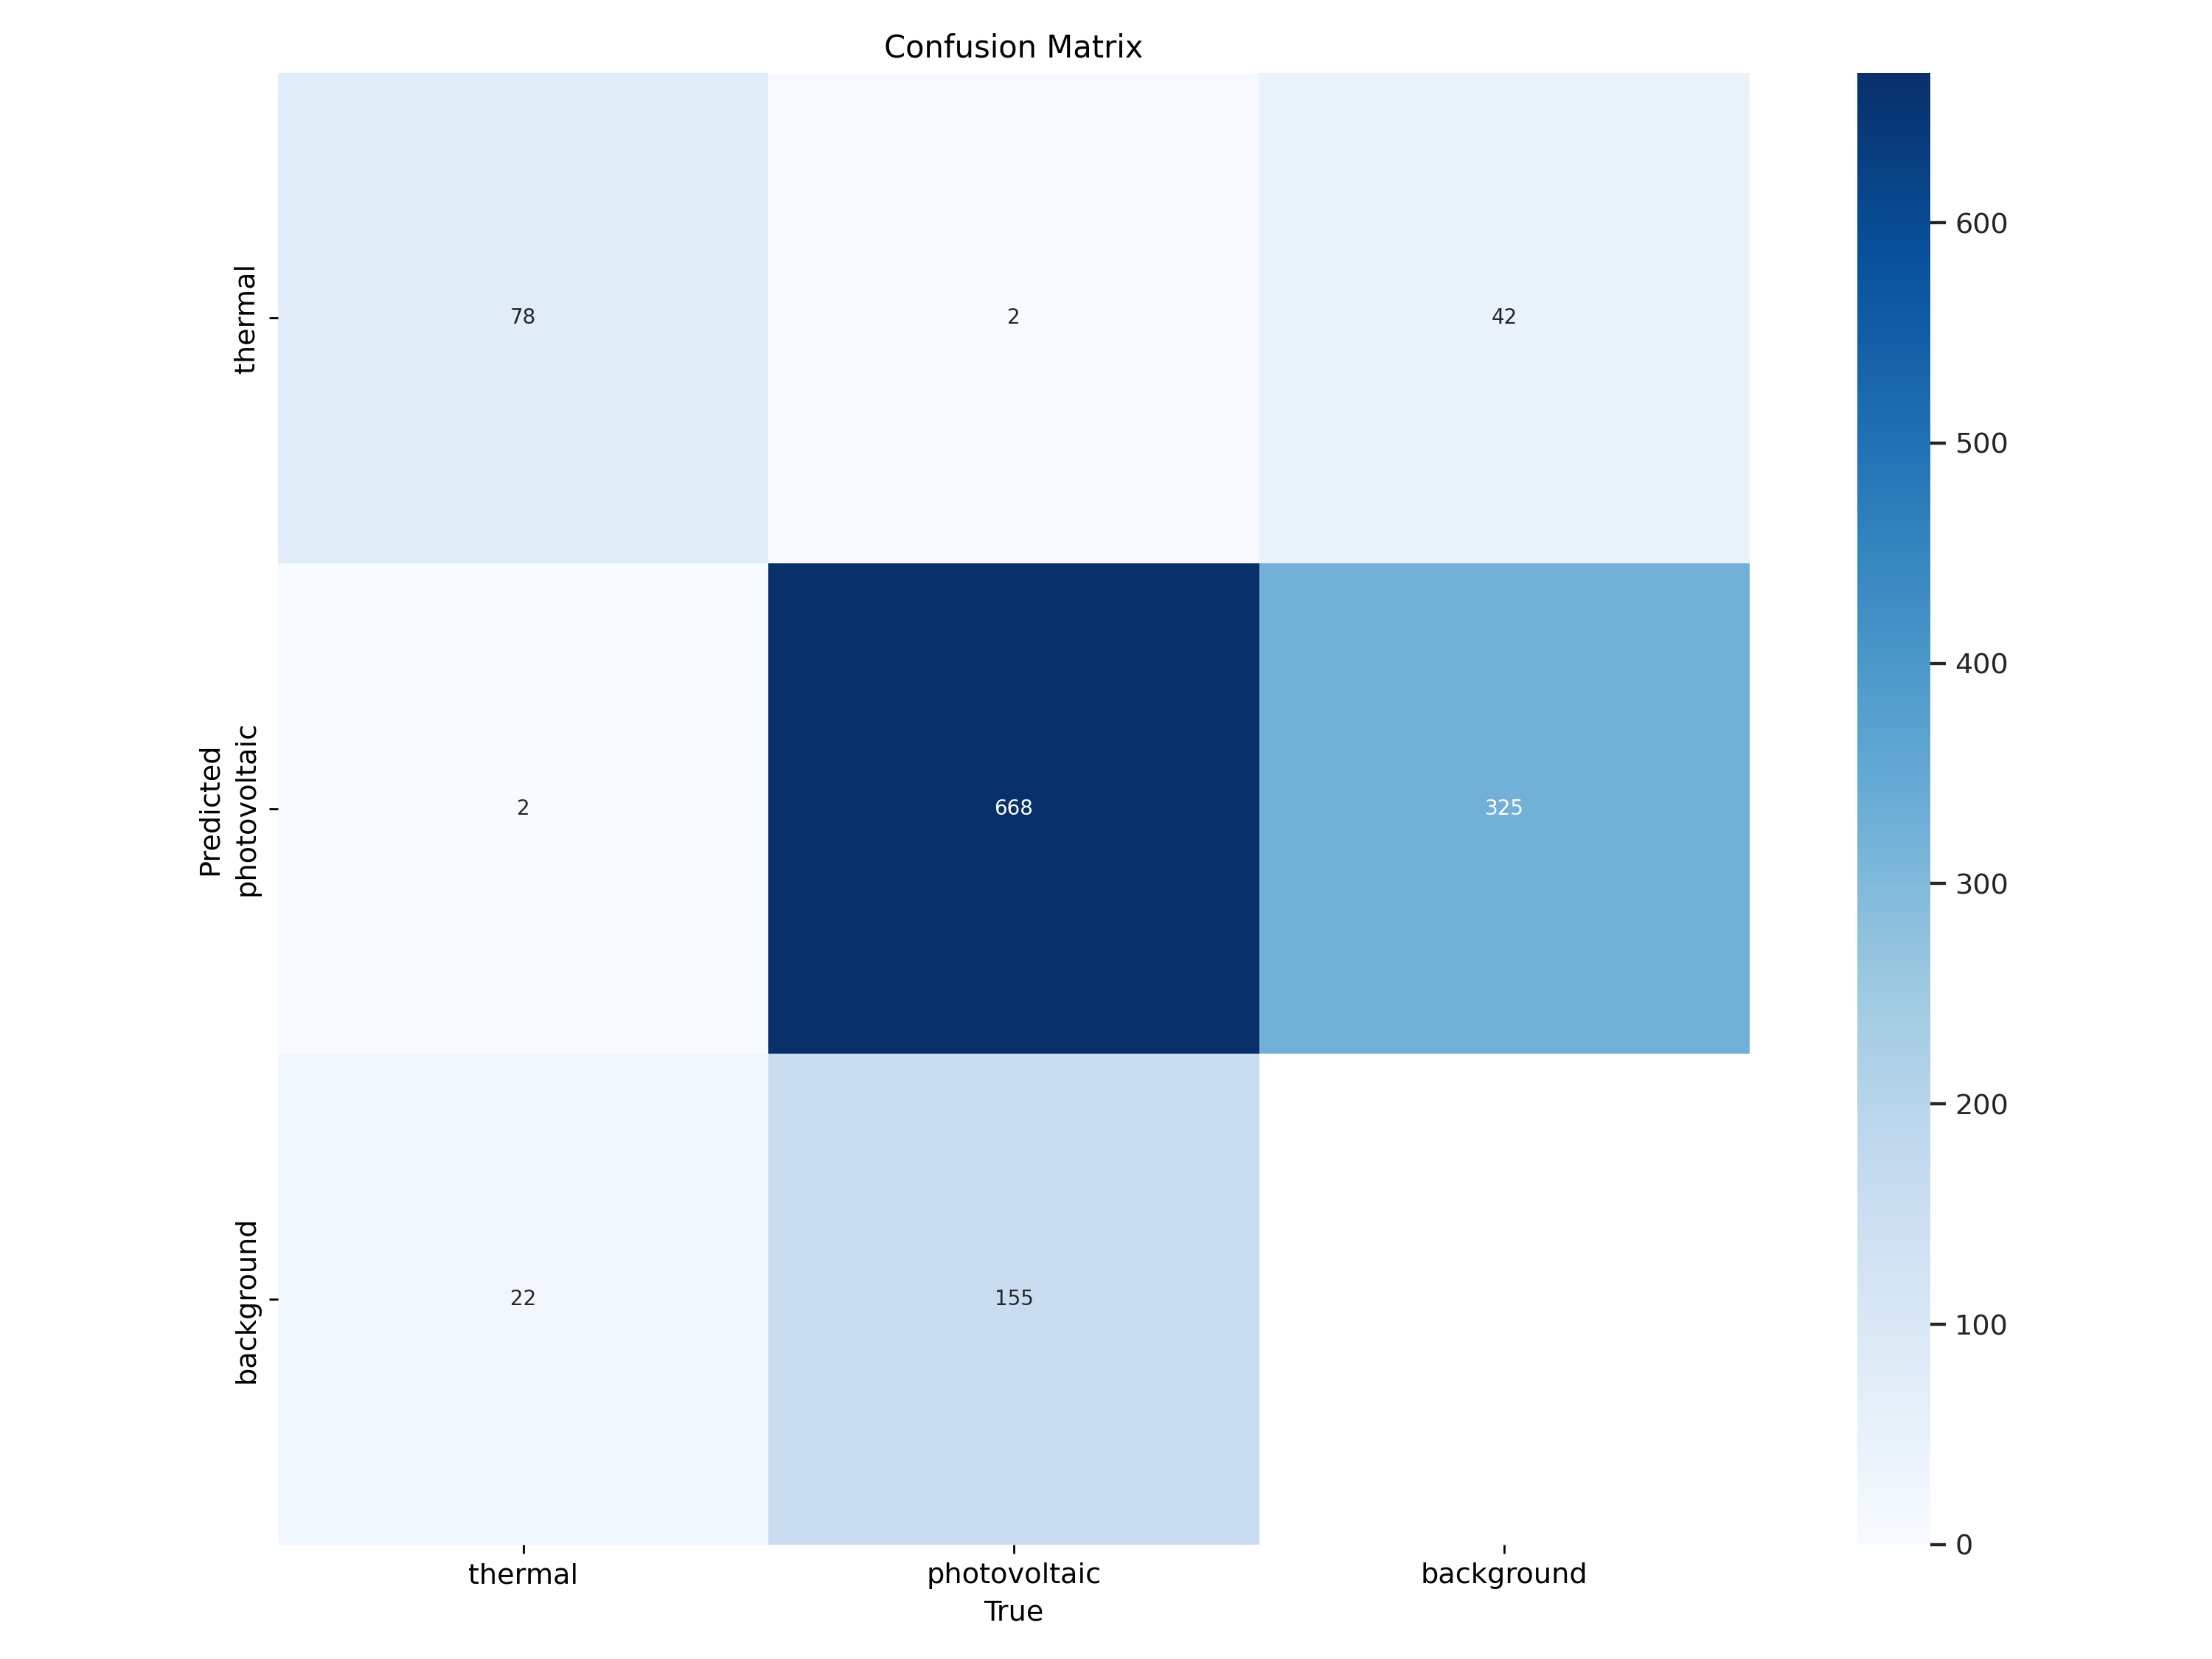 Confusion Matrix
thermal
78
2
42
Predicted
photovoltaic
2
668
325
background
22
155
thermal
photovoltaic
background
True
600
500
400
300
200
100
0